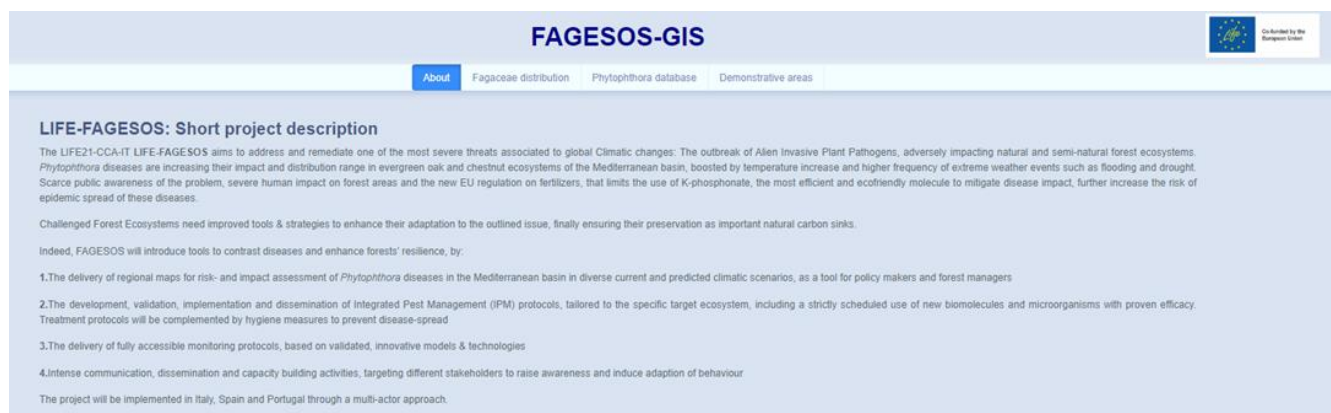 FAGESOS-GIS
Co-funded by the
European Union
About
Fagaceae distribution
Phytophthora database
Demonstrative areas
LIFE-FAGESOS: Short project description
The LIFE21-CCA-IT LIFE-FAGESOS aims to address and remediate one of the most severe threats associated to global Climatic changes: The outbreak of Alien Invasive Plant Pathogens, adversely impacting natural and semi-natural forest ecosystems.
Phytophthora diseases are increasing their impact and distribution range in evergreen oak and chestnut ecosystems of the Mediterranean basin, boosted by temperature increase and higher frequency of extreme weather events such as flooding and drought.
Scarce public awareness of the problem, severe human impact on forest areas and the new EU regulation on fertilizers, that limits the use of K-phosphonate, the most efficient and ecofriendly molecule to mitigate disease impact, further increase the risk of
epidemic spread of these diseases.
Challenged Forest Ecosystems need improved tools & strategies to enhance their adaptation to the outlined issue, finally ensuring their preservation as important natural carbon sinks.
Indeed, FAGESOS will introduce tools to contrast diseases and enhance forests' resilience, by:
1.The delivery of regional maps for risk- and impact assessment of Phytophthora diseases in the Mediterranean basin in diverse current and predicted climatic scenarios, as a tool for policy makers and forest managers
2.The development, validation, implementation and dissemination of Integrated Pest Management (IPM) protocols, tailored to the specific target ecosystem, including a strictly scheduled use of new biomolecules and microorganisms with proven efficacy.
Treatment protocols will be complemented by hygiene measures to prevent disease-spread
3.The delivery of fully accessible monitoring protocols, based on validated, innovative models & technologies
4.Intense communication, dissemination and capacity building activities, targeting different stakeholders to raise awareness and induce adaption of behaviour
The project will be implemented in Italy, Spain and Portugal through a multi-actor approach.